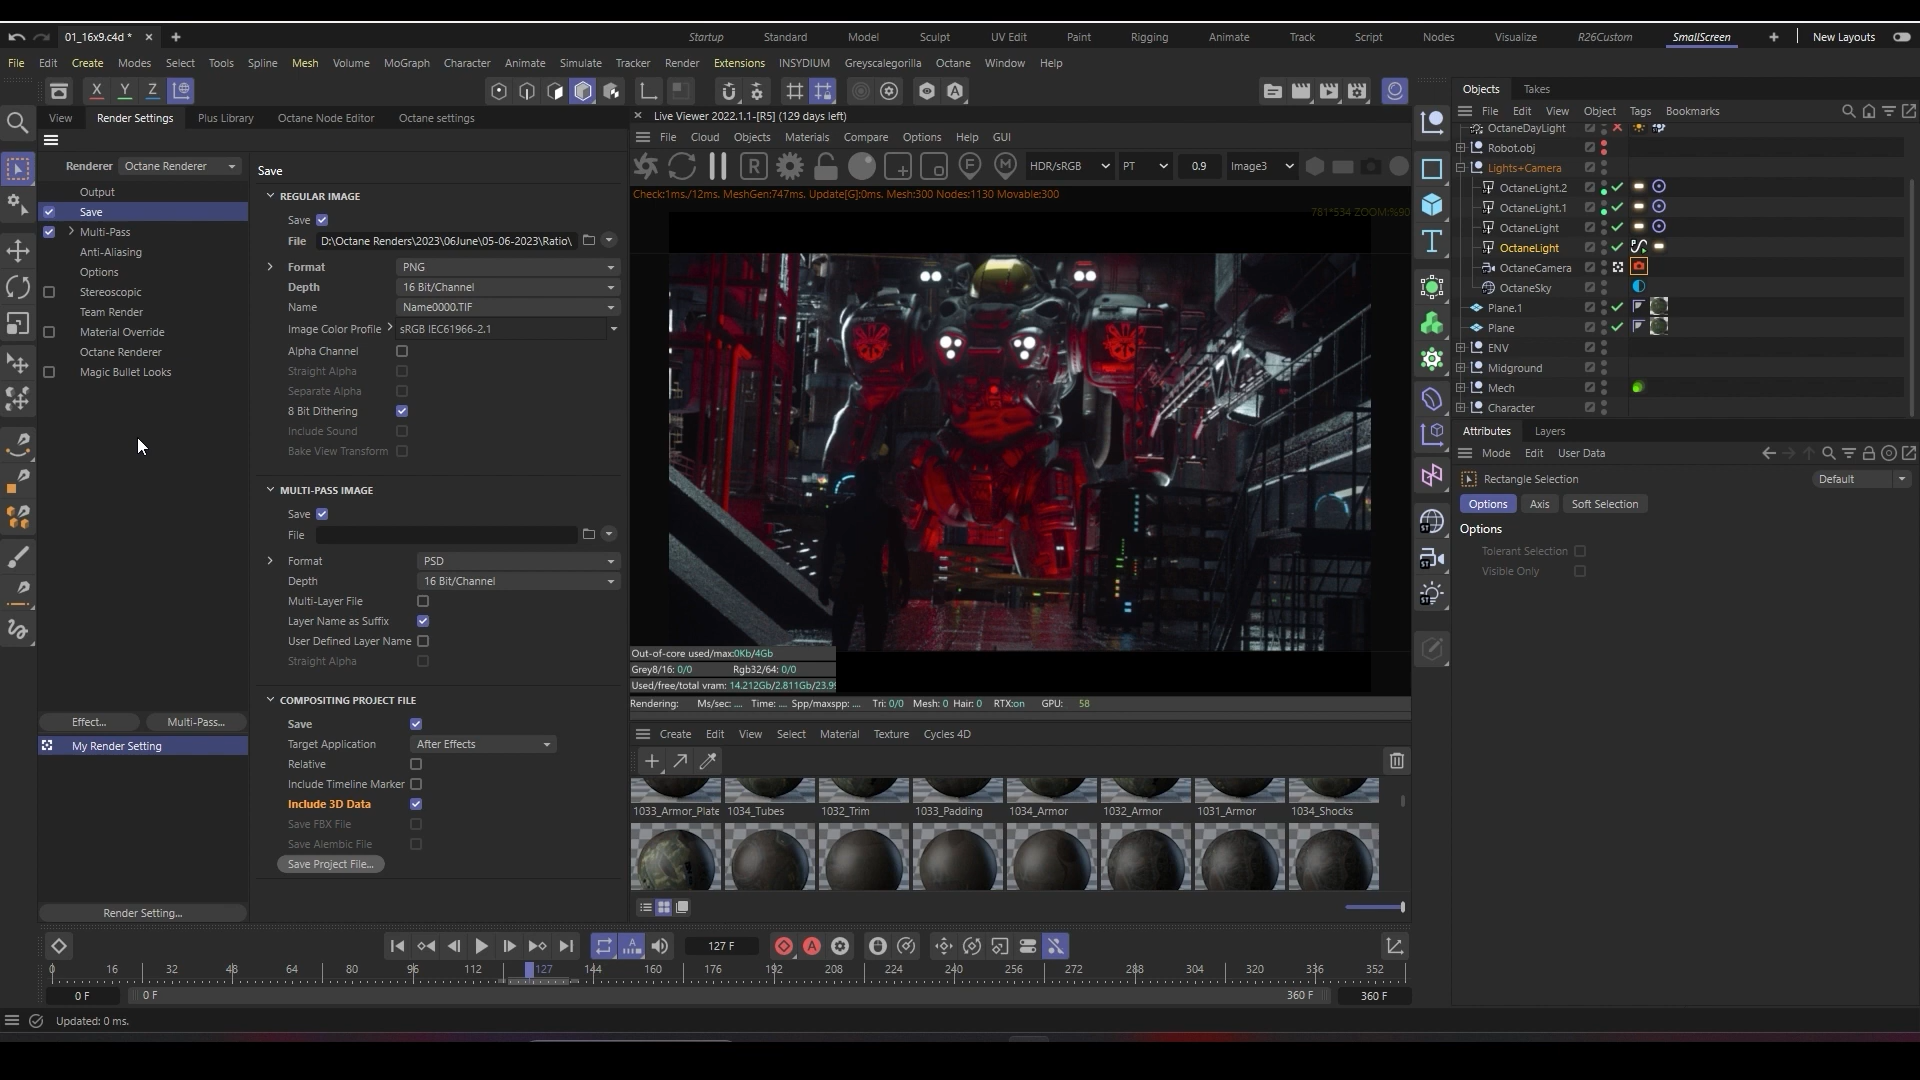 01_16x9.c4d *
Startup Standard Model Sculpt UV Edit Paint Rigging Animate Track Script Nodes Visualize R26Custom SmallScreen New Layouts
File Edit Create Modes Select Tools Spline Mesh Volume MoGraph Character Animate Simulate Tracker Render Extensions INSYDIUM Greyscalegorilla Octane Window Help
X Y Z
View Render Settings Plus Library Octane Node Editor Octane settings
Renderer Octane Renderer
Output
Save
Multi-Pass
Anti-Aliasing
Options
Stereoscopic
Team Render
Material Override
Octane Renderer
Magic Bullet Looks
Effect... Multi-Pass...
My Render Setting
Render Setting...
Save
REGULAR IMAGE
Save
File D:\Octane Renders\2023\06June\05-06-2023\Ratio\
Format PNG
Depth 16 Bit/Channel
Name Name0000.TIF
Image Color Profile sRGB IEC61966-2.1
Alpha Channel
Straight Alpha
Separate Alpha
8 Bit Dithering
Include Sound
Bake View Transform
MULTI-PASS IMAGE
Save
File
Format PSD
Depth 16 Bit/Channel
Multi-Layer File
Layer Name as Suffix
User Defined Layer Name
Straight Alpha
COMPOSITING PROJECT FILE
Save
Target Application After Effects
Relative
Include Timeline Marker
Include 3D Data
Save FBX File
Save Alembic File
Save Project File...
Live Viewer 2022.1.1-[R5] (129 days left)
File Cloud Objects Materials Compare Options Help GUI
HDR/sRGB PT 0.9 Image3
Check:1ms./12ms. MeshGen:747ms. Update[G]:0ms. Mesh:300 Nodes:1130 Movable:300
781*534 ZOOM:%90
Out-of-core used/max:0Kb/4Gb
Grey8/16: 0/0 Rgb32/64: 0/0
Used/free/total vram: 14.212Gb/2.811Gb/23.9
Rendering: Ms/sec: .... Time: .... Spp/maxspp: .... Tri: 0/0 Mesh: 0 Hair: 0 RTX:on GPU: 58
Create Edit View Select Material Texture Cycles 4D
1033_Armor_Plate 1034_Tubes 1032_Trim 1033_Padding 1034_Armor 1032_Armor 1031_Armor 1034_Shocks
Objects Takes
File Edit View Object Tags Bookmarks
OctaneDayLight
Robot.obj
Lights+Camera
OctaneLight.2
OctaneLight.1
OctaneLight
OctaneLight
OctaneCamera
OctaneSky
Plane.1
Plane
ENV
Midground
Mech
Character
Attributes Layers
Mode Edit User Data
Rectangle Selection Default
Options Axis Soft Selection
Options
Tolerant Selection
Visible Only
127 F
0 16 32 48 64 80 96 112 127 144 160 176 192 208 224 240 256 272 288 304 320 336 352
0 F 0 F 360 F 360 F
Updated: 0 ms.